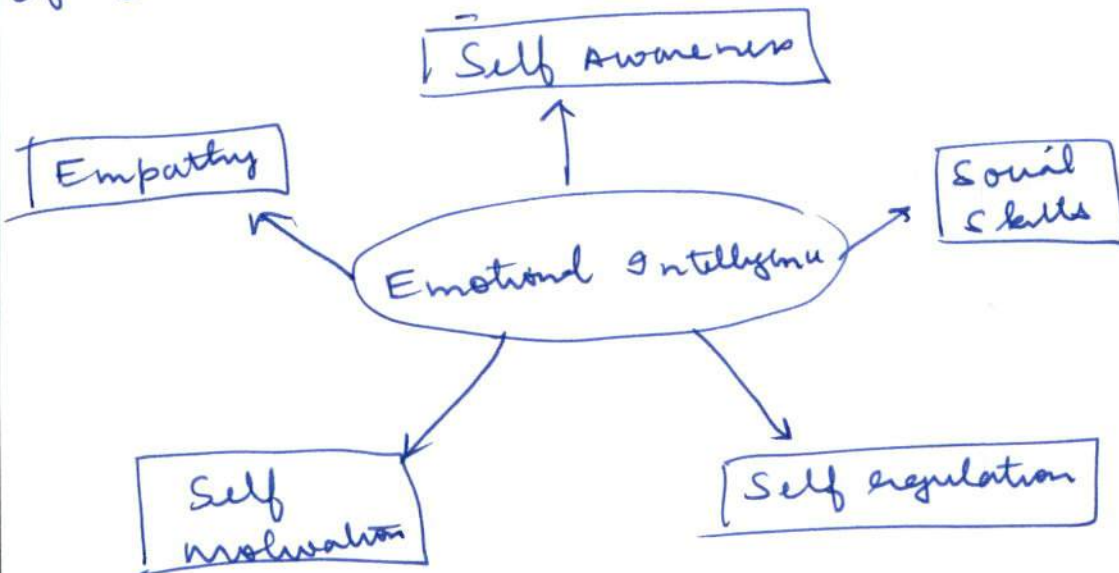 Self Awareness
Empathy
Social
Skills
Emotional Intelligence
Self
motivation
Self regulation